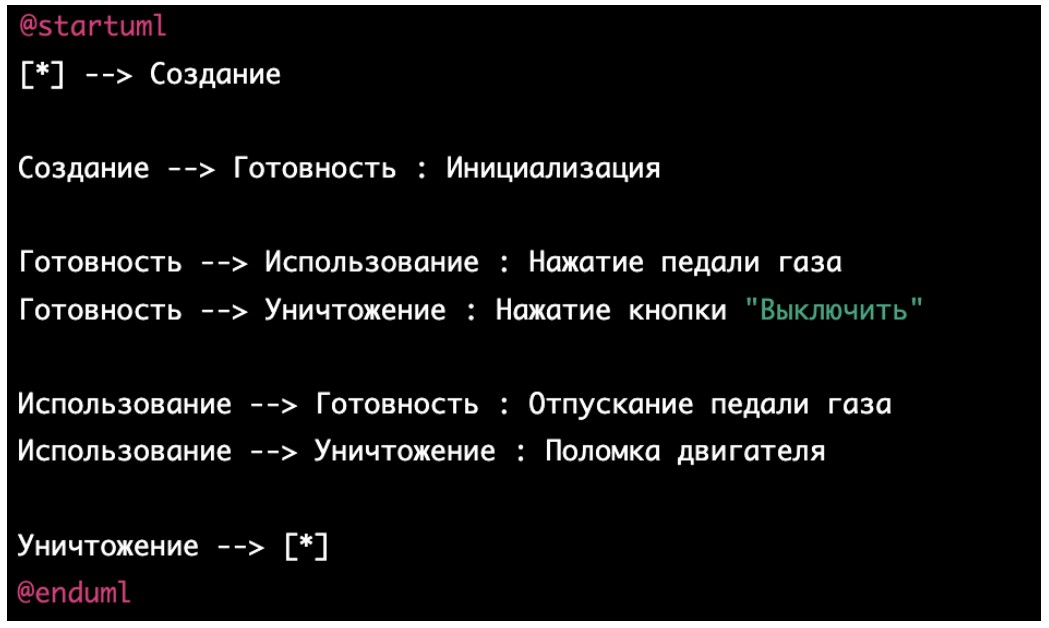 @startuml
[*] --> Создание
Создание --> Готовность : Инициализация
Готовность --> Использование : Нажатие педали газа
Готовность --> Уничтожение : Нажатие кнопки "Выключить"
Использование --> Готовность : Отпускание педали газа
Использование --> Уничтожение : Поломка двигателя
Уничтожение --> [*]
@enduml